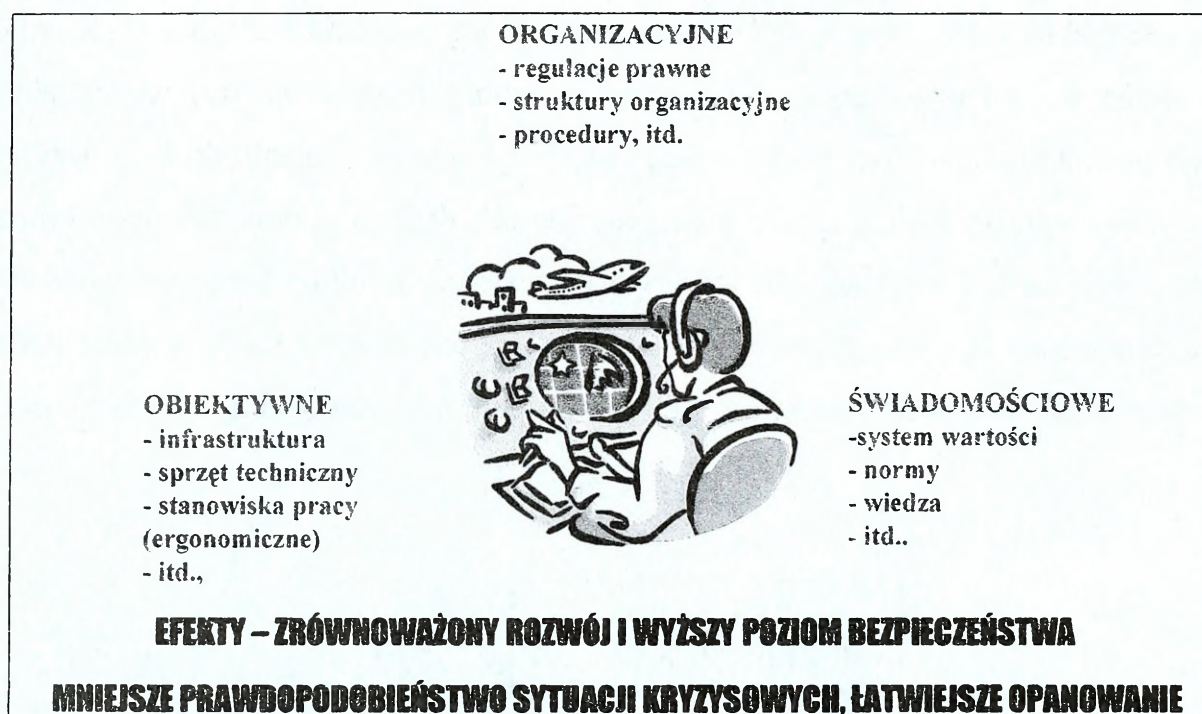 ORGANIZACYJNE
- regulacje prawne
- struktury organizacyjne
- procedury, itd.
OBIEKTYWNE
- infrastruktura
- sprzęt techniczny
- stanowiska pracy
(ergonomiczne)
- itd.,
ŚWIADOMOŚCIOWE
-system wartości
- normy
- wiedza
- itd..
EFEKTY – ZRÓWNOWAŻONY ROZWÓJ I WYŻSZY POZIOM BEZPIECZEŃSTWA
MNIEJSZE PRAWDOPODOBIEŃSTWO SYTUACJI KRYZYSOWYCH, ŁATWIEJSZE OPANOWANIE